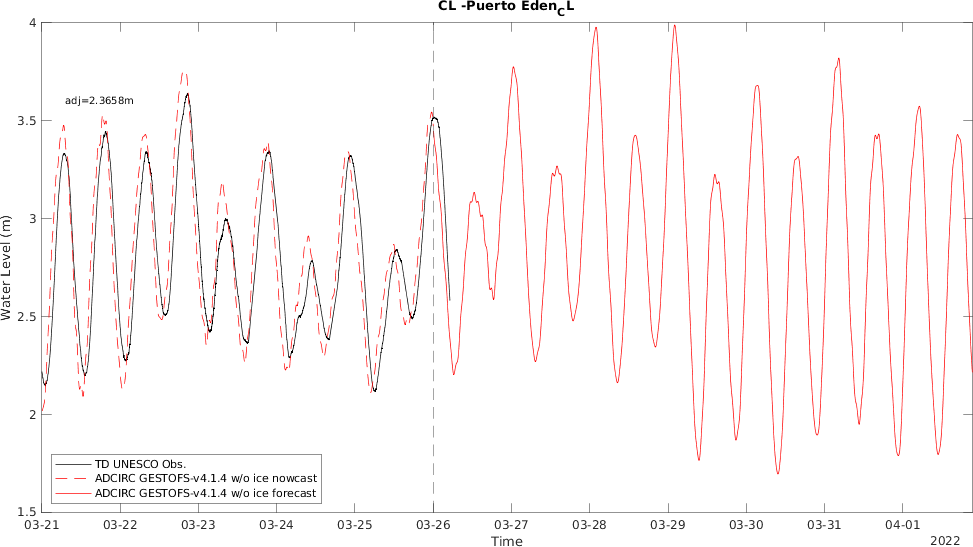 CL -Puerto Eden_CL
adj=2.3658m
4
3.5
3
2.5
2
1.5
Water Level (m)
TD UNESCO Obs.
ADCIRC GESTOFS-v4.1.4 w/o ice nowcast
ADCIRC GESTOFS-v4.1.4 w/o ice forecast
03-21 03-22 03-23 03-24 03-25 03-26 03-27 03-28 03-29 03-30 03-31 04-01
Time
2022